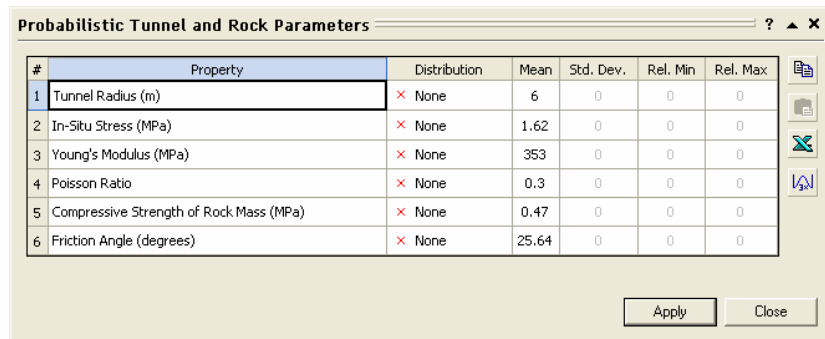 Probabilistic Tunnel and Rock Parameters ?
# Property Distribution Mean Std. Dev. Rel. Min Rel. Max
1 Tunnel Radius (m) None 6 0 0 0
2 In-Situ Stress (MPa) None 1.62 0 0 0
3 Young's Modulus (MPa) None 353 0 0 0
4 Poisson Ratio None 0.3 0 0 0
5 Compressive Strength of Rock Mass (MPa) None 0.47 0 0 0
6 Friction Angle (degrees) None 25.64 0 0 0
Apply Close